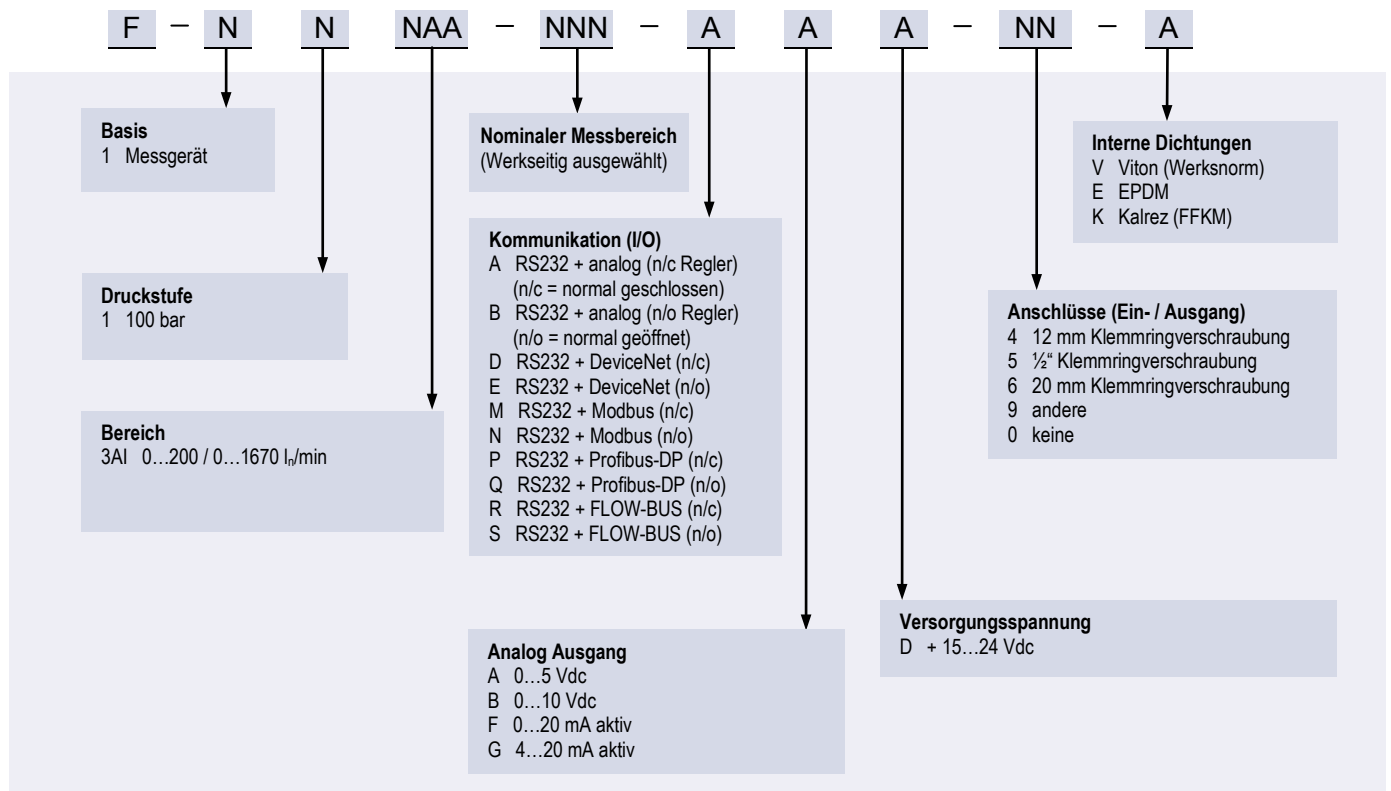 F – N N NAA – NNN – A A A – NN – A
Basis
1 Messgerät
Druckstufe
1 100 bar
Bereich
3AI 0…200 / 0…1670 lₙ/min
Nominaler Messbereich
(Werkseitig ausgewählt)
Kommunikation (I/O)
A RS232 + analog (n/c Regler)
(n/c = normal geschlossen)
B RS232 + analog (n/o Regler)
(n/o = normal geöffnet)
D RS232 + DeviceNet (n/c)
E RS232 + DeviceNet (n/o)
M RS232 + Modbus (n/c)
N RS232 + Modbus (n/o)
P RS232 + Profibus-DP (n/c)
Q RS232 + Profibus-DP (n/o)
R RS232 + FLOW-BUS (n/c)
S RS232 + FLOW-BUS (n/o)
Analog Ausgang
A 0…5 Vdc
B 0…10 Vdc
F 0…20 mA aktiv
G 4…20 mA aktiv
Interne Dichtungen
V Viton (Werksnorm)
E EPDM
K Kalrez (FFKM)
Anschlüsse (Ein- / Ausgang)
4 12 mm Klemmringverschraubung
5 ½“ Klemmringverschraubung
6 20 mm Klemmringverschraubung
9 andere
0 keine
Versorgungsspannung
D + 15…24 Vdc